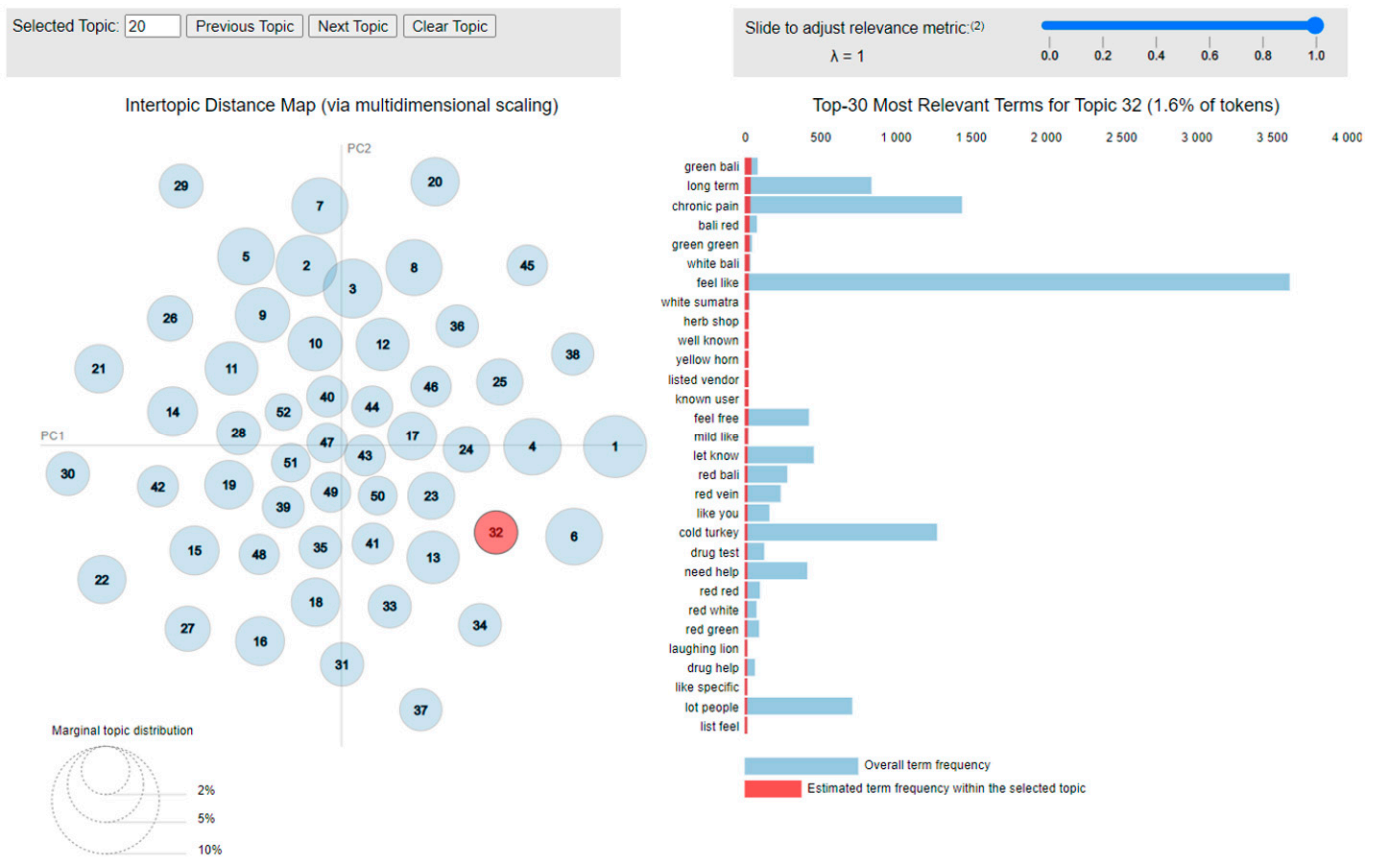 Selected Topic: 20 Previous Topic Next Topic Clear Topic
Slide to adjust relevance metric:(2)
λ = 1
0.0 0.2 0.4 0.6 0.8 1.0
Intertopic Distance Map (via multidimensional scaling)
PC2
PC1
29
20
7
5
2
8
45
3
26
9
36
10
12
38
21
11
46
25
40
44
14
52
28
17
47
24
4
1
43
51
30
42
19
49
50
23
39
32
6
15
48
35
41
13
22
18
33
27
16
34
31
37
Marginal topic distribution
2%
5%
10%
Top-30 Most Relevant Terms for Topic 32 (1.6% of tokens)
0 500 1 000 1 500 2 000 2 500 3 000 3 500 4 000
green bali
long term
chronic pain
bali red
green green
white bali
feel like
white sumatra
herb shop
well known
yellow horn
listed vendor
known user
feel free
mild like
let know
red bali
red vein
like you
cold turkey
drug test
need help
red red
red white
red green
laughing lion
drug help
like specific
lot people
list feel
Overall term frequency
Estimated term frequency within the selected topic